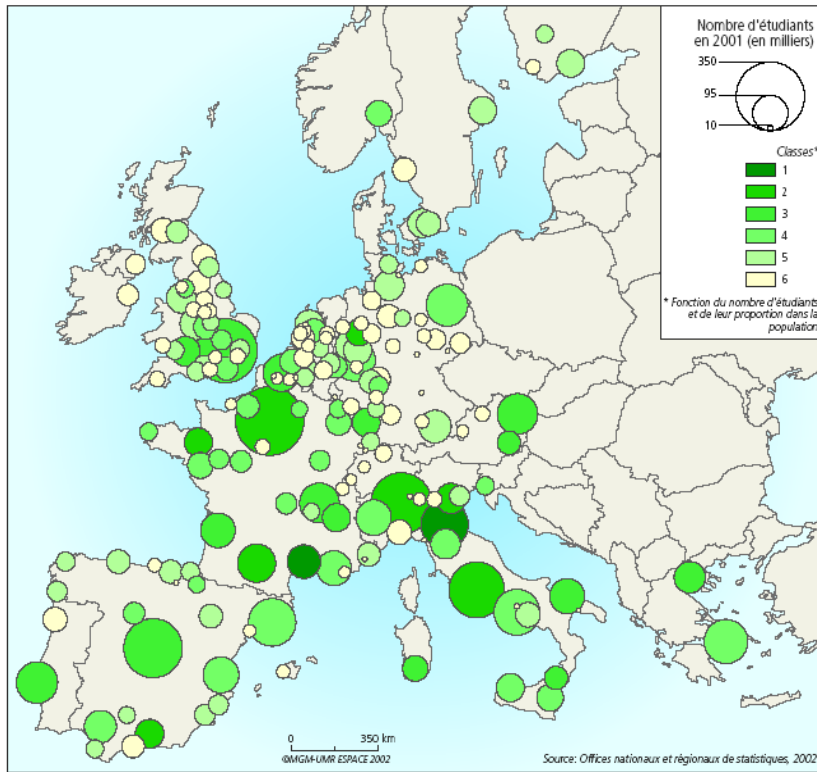 Nombre d'étudiants
en 2001 (en milliers)
350
95
10
Classes*
1
2
3
4
5
6
* Fonction du nombre d'étudiants
et de leur proportion dans la
population
0
350 km
©MGM-UMR ESPACE 2002
Source: Offices nationaux et règionaux de statistiques, 2002